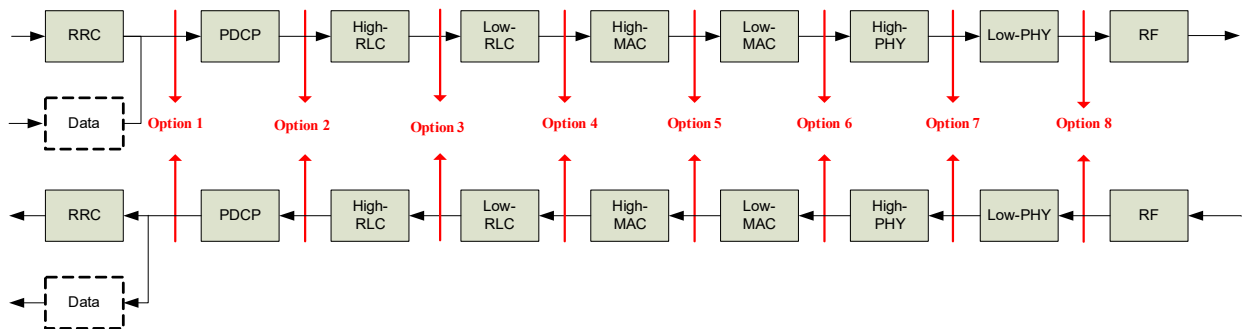 RRC
PDCP
High-
RLC
Low-
RLC
High-
MAC
Low-
MAC
High-
PHY
Low-PHY
RF
Data
Option 1
Option 2
Option 3
Option 4
Option 5
Option 6
Option 7
Option 8
RRC
PDCP
High-
RLC
Low-
RLC
High-
MAC
Low-
MAC
High-
PHY
Low-PHY
RF
Data